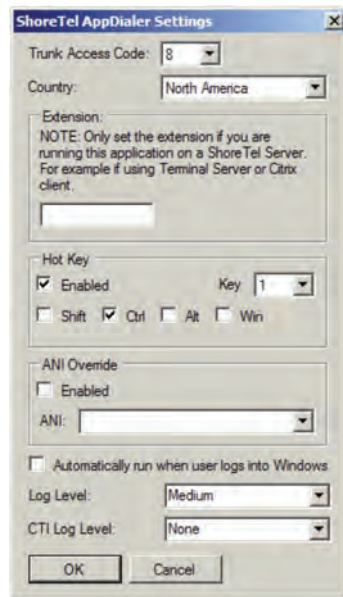 ShoreTel AppDialer Settings
Trunk Access Code: 8
Country: North America
Extension:
NOTE: Only set the extension if you are
running this application on a ShoreTel Server.
For example if using Terminal Server or Citrix
client.
Hot Key
Enabled Key 1
Shift Ctrl Alt Win
ANI Override
Enabled
ANI:
Automatically run when user logs into Windows
Log Level: Medium
CTI Log Level: None
OK Cancel